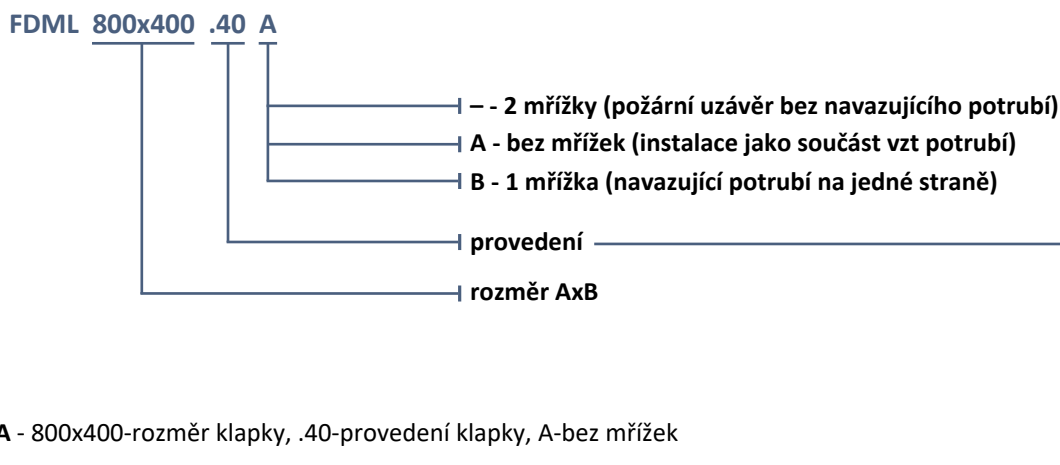 FDML 800x400 .40 A
– - 2 mřížky (požární uzávěr bez navazujícího potrubí)
A - bez mřížek (instalace jako součást vzt potrubí)
B - 1 mřížka (navazující potrubí na jedné straně)
provedení
rozměr AxB
A - 800x400-rozměr klapky, .40-provedení klapky, A-bez mřížek